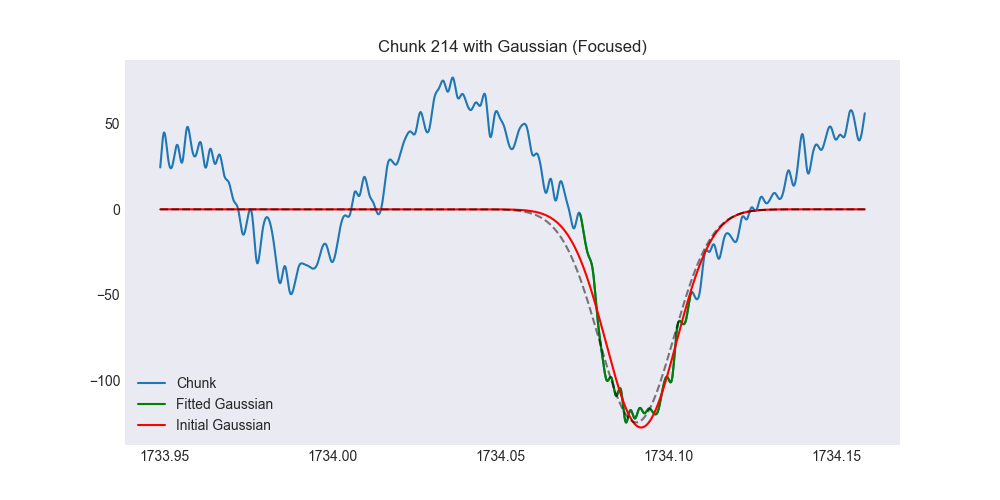 Chunk 214 with Gaussian (Focused)
50
0
−50
−100
Chunk
Fitted Gaussian
Initial Gaussian
1733.95 1734.00 1734.05 1734.10 1734.15